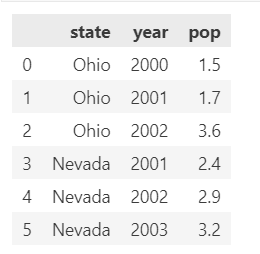 state year pop
0 Ohio 2000 1.5
1 Ohio 2001 1.7
2 Ohio 2002 3.6
3 Nevada 2001 2.4
4 Nevada 2002 2.9
5 Nevada 2003 3.2